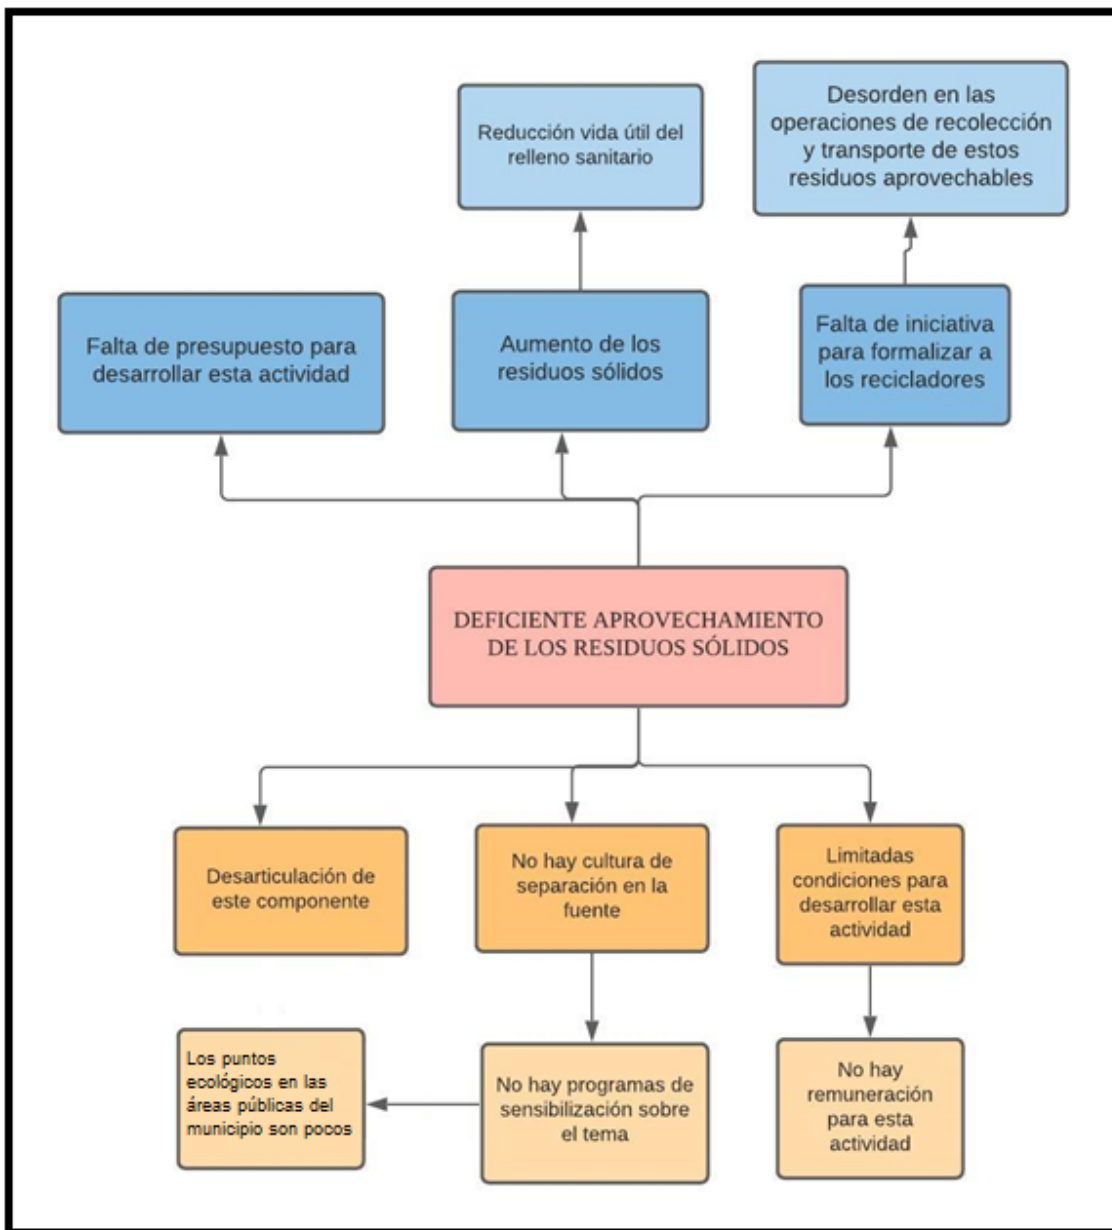 Reducción vida útil del
relleno sanitario
Desorden en las
operaciones de recolección
y transporte de estos
residuos aprovechables
Falta de presupuesto para
desarrollar esta actividad
Aumento de los
residuos sólidos
Falta de iniciativa
para formalizar a
los recicladores
DEFICIENTE APROVECHAMIENTO
DE LOS RESIDUOS SÓLIDOS
Desarticulación de
este componente
No hay cultura de
separación en la
fuente
Limitadas
condiciones para
desarrollar esta
actividad
Los puntos
ecológicos en las
áreas públicas del
municipio son pocos
No hay programas de
sensibilización sobre
el tema
No hay
remuneración
para esta
actividad